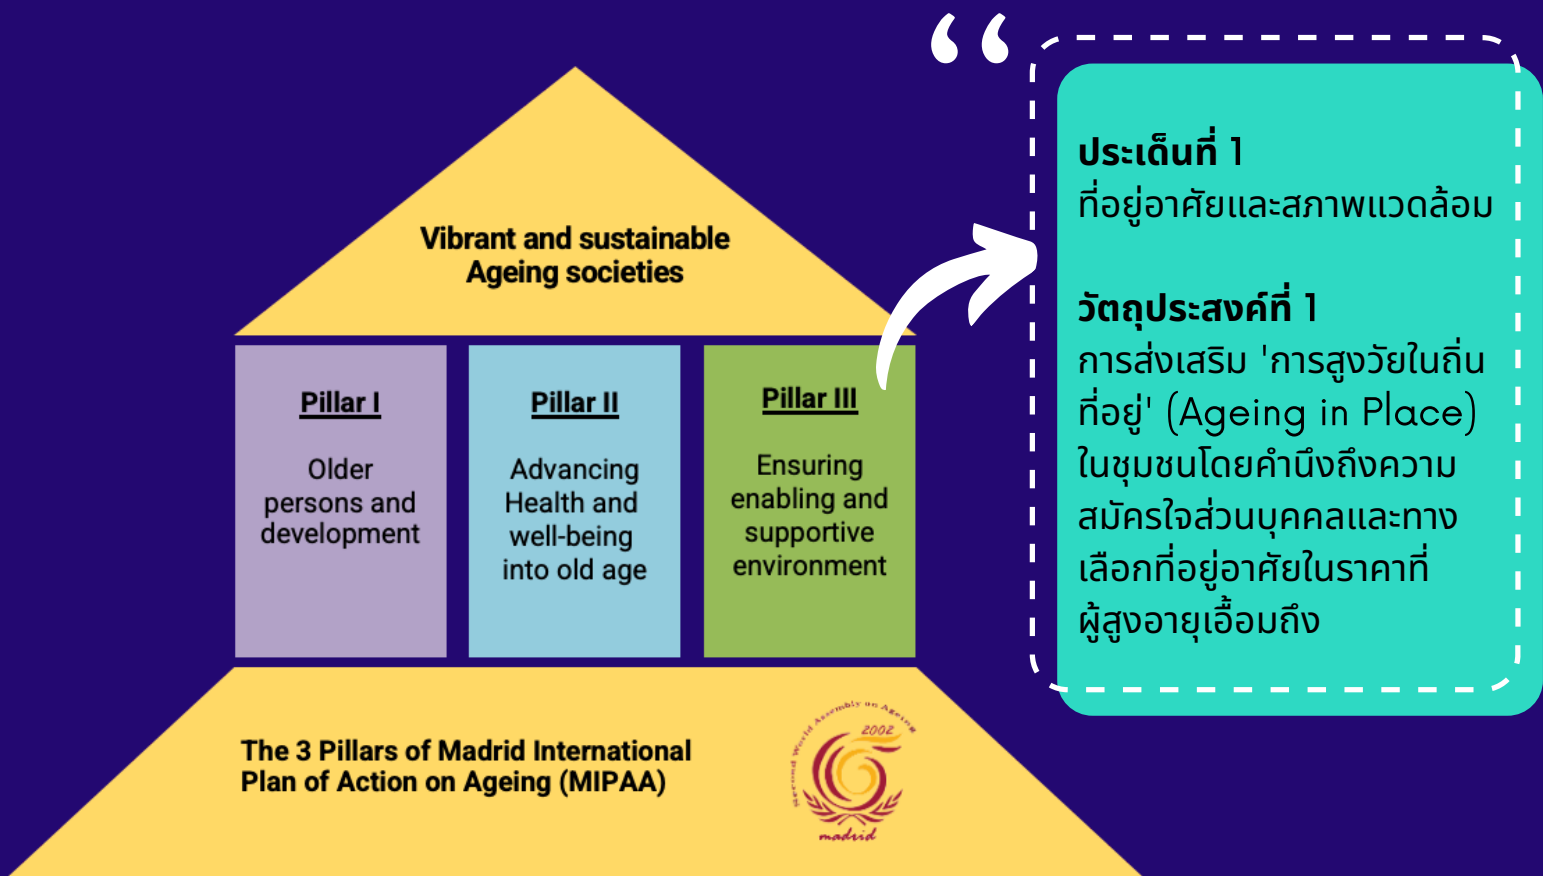 Vibrant and sustainable
Ageing societies
Pillar I
Older
persons and
development
Pillar II
Advancing
Health and
well-being
into old age
Pillar III
Ensuring
enabling and
supportive
environment
The 3 Pillars of Madrid International
Plan of Action on Ageing (MIPAA)
Second World Assembly on Ageing
2002
madrid
“
ประเด็นที่ 1
ที่อยู่อาศัยและสภาพแวดล้อม
วัตถุประสงค์ที่ 1
การส่งเสริม 'การสูงวัยในถิ่น
ที่อยู่' (Ageing in Place)
ในชุมชนโดยคำนึงถึงความ
สมัครใจส่วนบุคคลและทาง
เลือกที่อยู่อาศัยในราคาที่
ผู้สูงอายุเอื้อมถึง